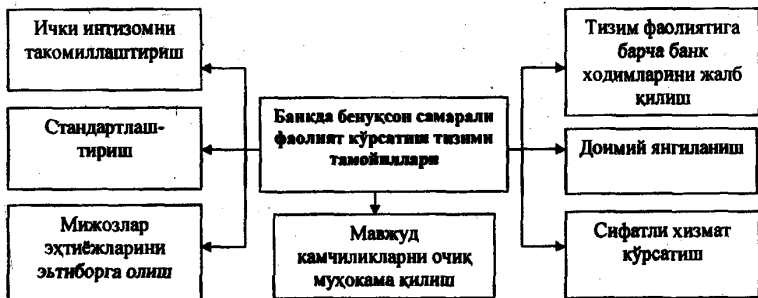 Ички интизомни
такомиллаштириш
Стандартлаш-
тириш
Мижозлар
эҳтиёжларини
эътиборга олиш
Банкда бенуқсон самарали
фаолият кўрсатиш тизими
тамойиллари
Мавжуд
камчиликларни очиқ
муҳокама қилиш
Тизим фаолиятига
барча банк
ходимларини жалб
қилиш
Доимий янгиланиш
Сифатли хизмат
кўрсатиш